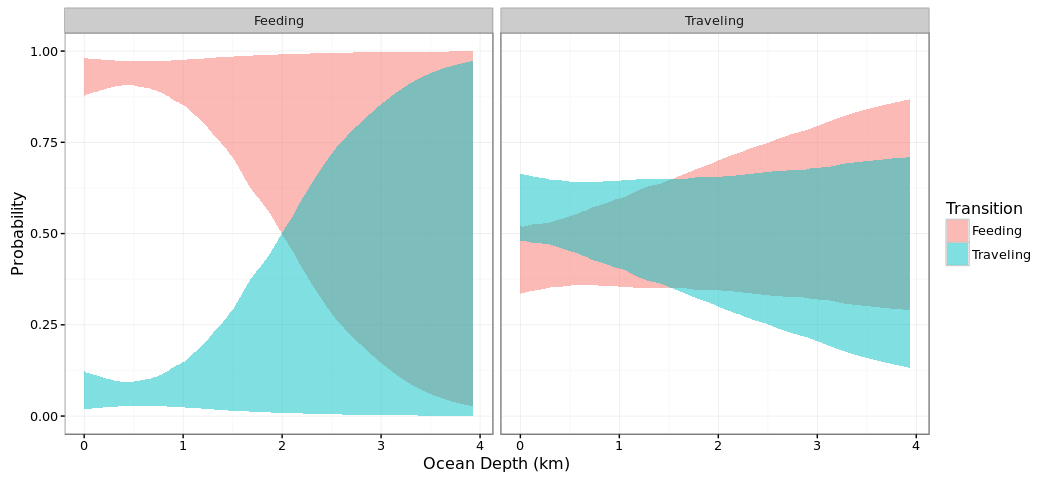 Feeding
Traveling
1.00
0.75
0.50
0.25
0.00
Probability
0 1 2 3 4
0 1 2 3 4
Ocean Depth (km)
Transition
Feeding
Traveling